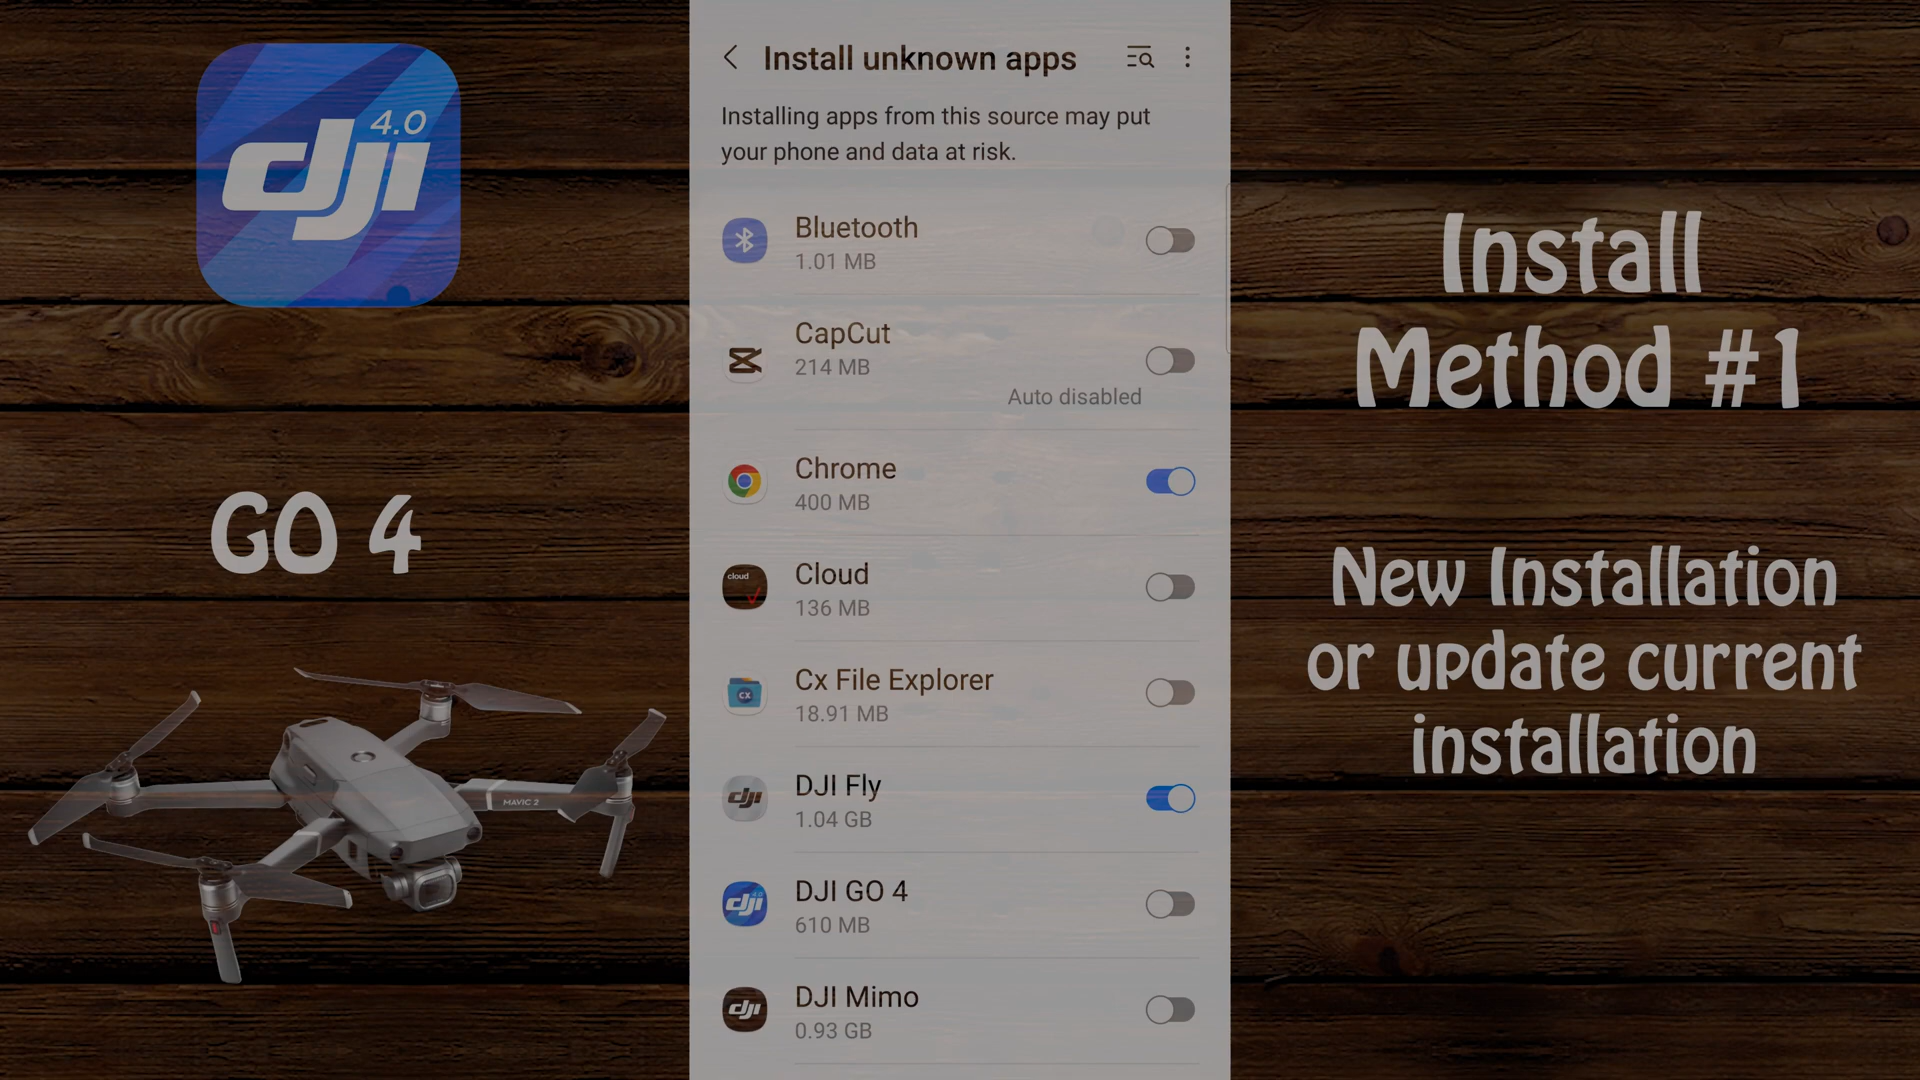 dji 4.0
GO 4
MAVIC 2
Install unknown apps
Installing apps from this source may put
your phone and data at risk.
Bluetooth
1.01 MB
CapCut
214 MB
Auto disabled
Chrome
400 MB
cloud
Cloud
136 MB
CX
Cx File Explorer
18.91 MB
dji
DJI Fly
1.04 GB
dji 4.0
DJI GO 4
610 MB
dji
DJI Mimo
0.93 GB
Install
Method #1
New Installation
or update current
installation